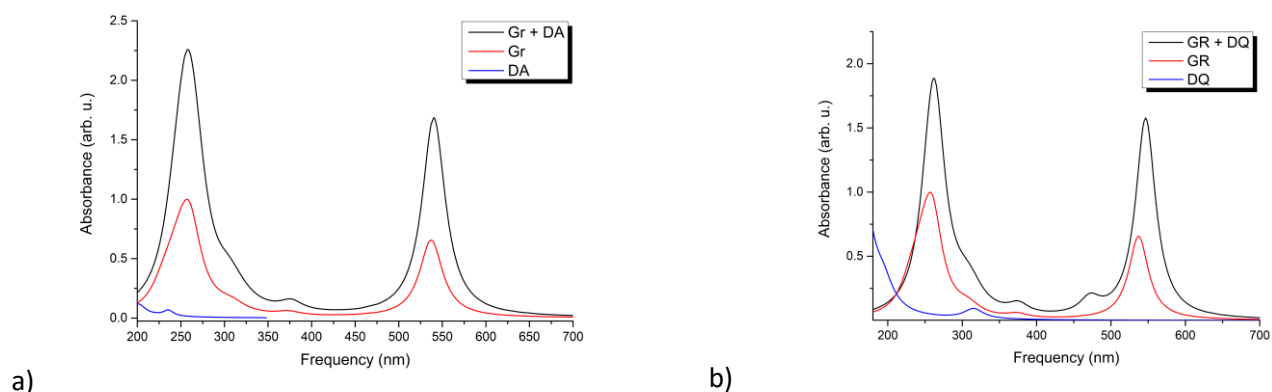 2.5
2.0
1.5
1.0
0.5
0.0
Absorbance (arb. u.)
Gr + DA
Gr
DA
200 250 300 350 400 450 500 550 600 650 700
Frequency (nm)
a)
2.0
1.5
1.0
0.5
Absorbance (arb. u.)
GR + DQ
GR
DQ
200 300 400 500 600 700
Frequency (nm)
b)